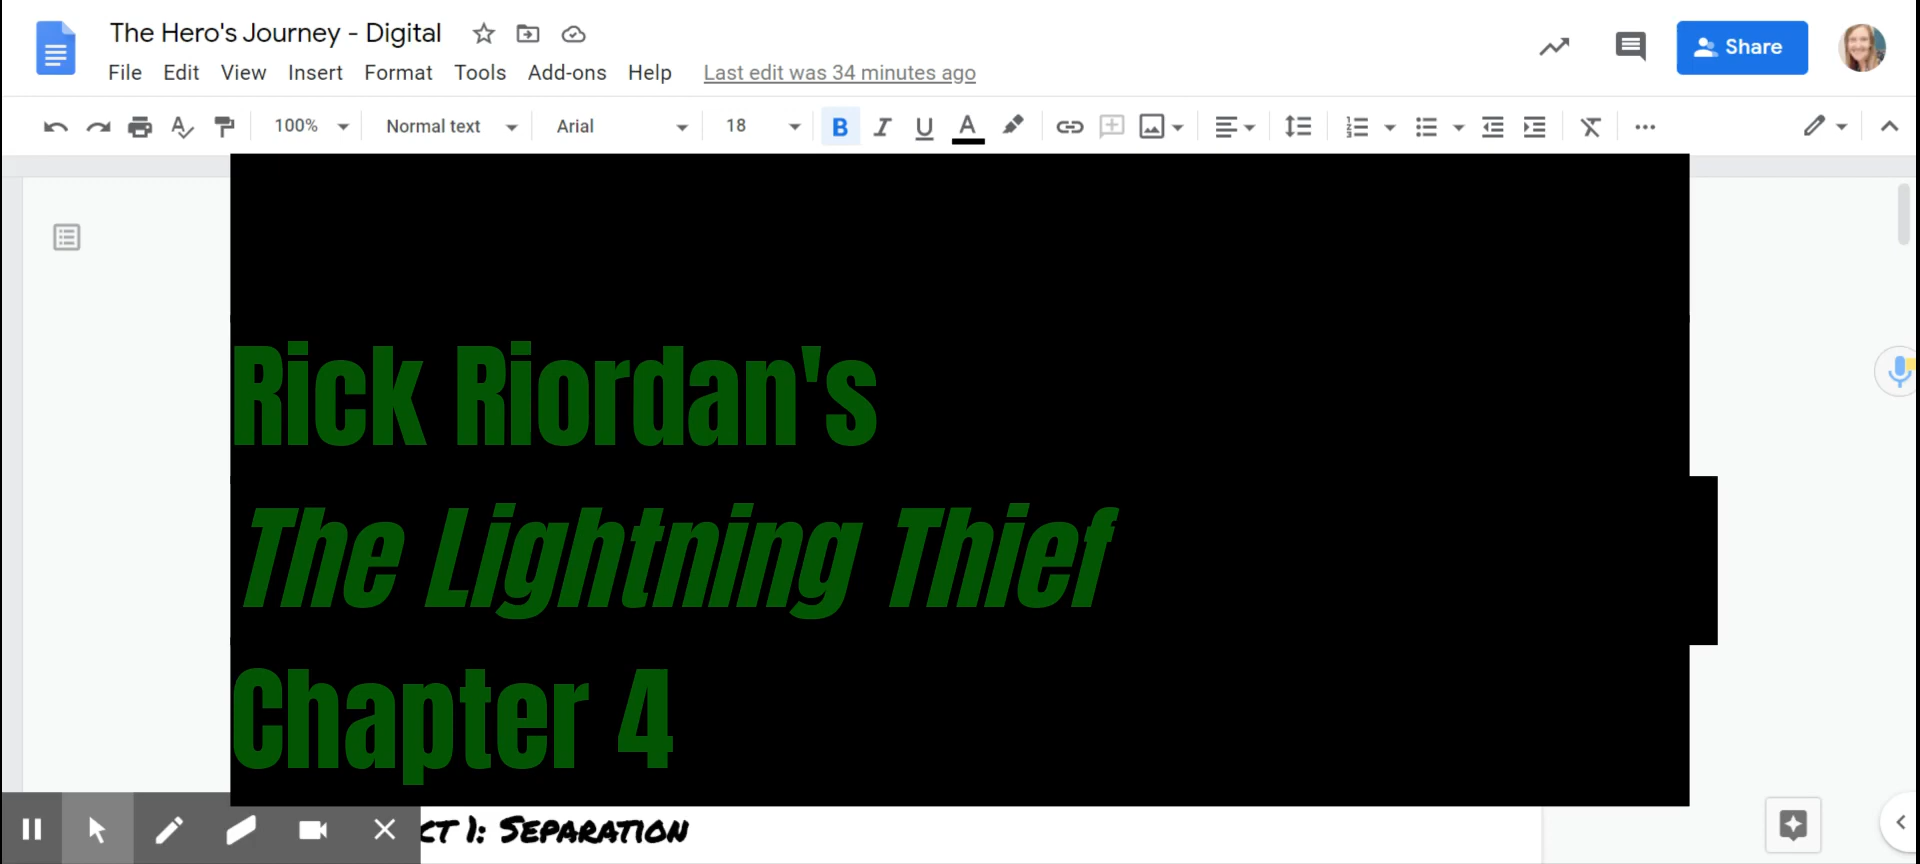 The Hero's Journey - Digital
File Edit View Insert Format Tools Add-ons Help Last edit was 34 minutes ago
Share
100% Normal text Arial 18 B I U A
Rick Riordan's
The Lightning Thief
Chapter 4
CT 1: SEPARATION